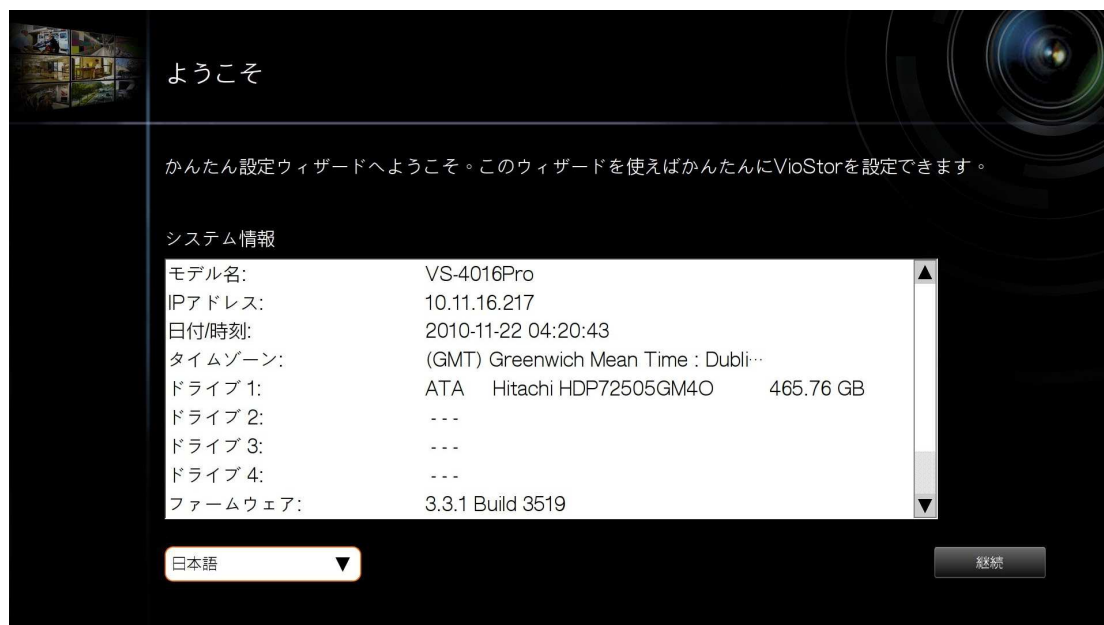 ようこそ
かんたん設定ウィザードへようこそ。このウィザードを使えばかんたんにVioStorを設定できます。
システム情報
モデル名: VS-4016Pro
IPアドレス: 10.11.16.217
日付/時刻: 2010-11-22 04:20:43
タイムゾーン: (GMT) Greenwich Mean Time : Dubli…
ドライブ 1: ATA Hitachi HDP72505GM4O 465.76 GB
ドライブ 2: ---
ドライブ 3: ---
ドライブ 4: ---
ファームウェア: 3.3.1 Build 3519
日本語 ▼
継続